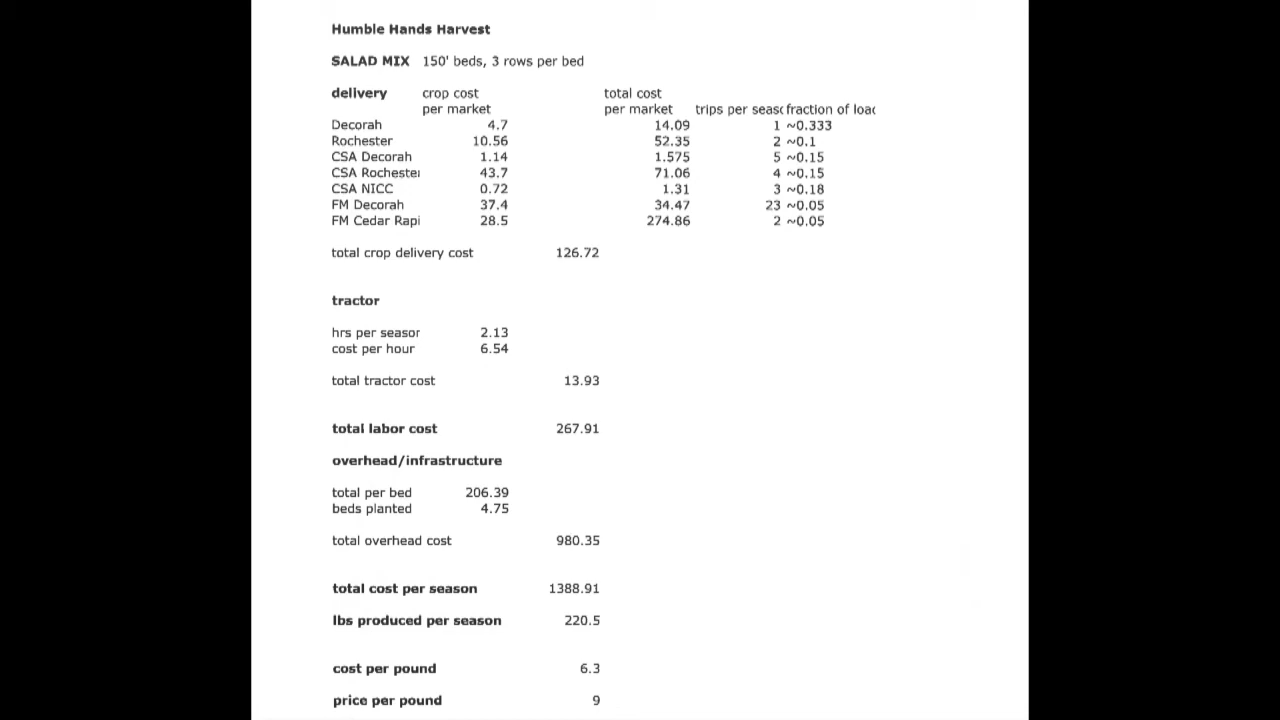 Humble Hands Harvest
SALAD MIX 150' beds, 3 rows per bed
delivery crop cost total cost
per market per market trips per seasc fraction of loac
Decorah 4.7 14.09 1 ~0.333
Rochester 10.56 52.35 2 ~0.1
CSA Decorah 1.14 1.575 5 ~0.15
CSA Rochester 43.7 71.06 4 ~0.15
CSA NICC 0.72 1.31 3 ~0.18
FM Decorah 37.4 34.47 23 ~0.05
FM Cedar Rapi 28.5 274.86 2 ~0.05
total crop delivery cost 126.72
tractor
hrs per season 2.13
cost per hour 6.54
total tractor cost 13.93
total labor cost 267.91
overhead/infrastructure
total per bed 206.39
beds planted 4.75
total overhead cost 980.35
total cost per season 1388.91
lbs produced per season 220.5
cost per pound 6.3
price per pound 9